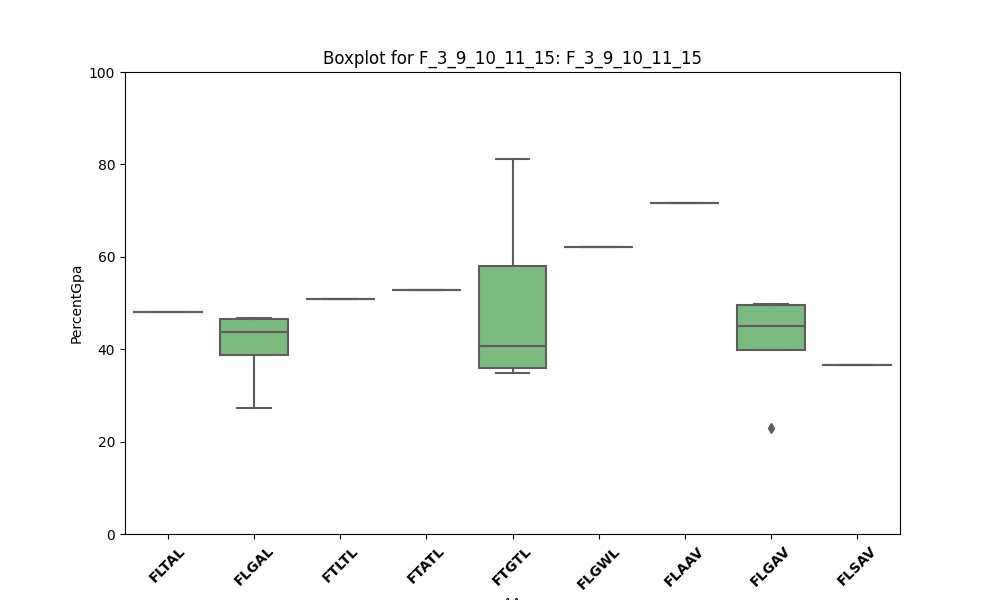 Boxplot for F_3_9_10_11_15: F_3_9_10_11_15
100
80
60
40
20
0
PercentGpa
FLTAL
FLGAL
FTLTL
FTATL
FTGTL
FLGWL
FLAAV
FLGAV
FLSAV